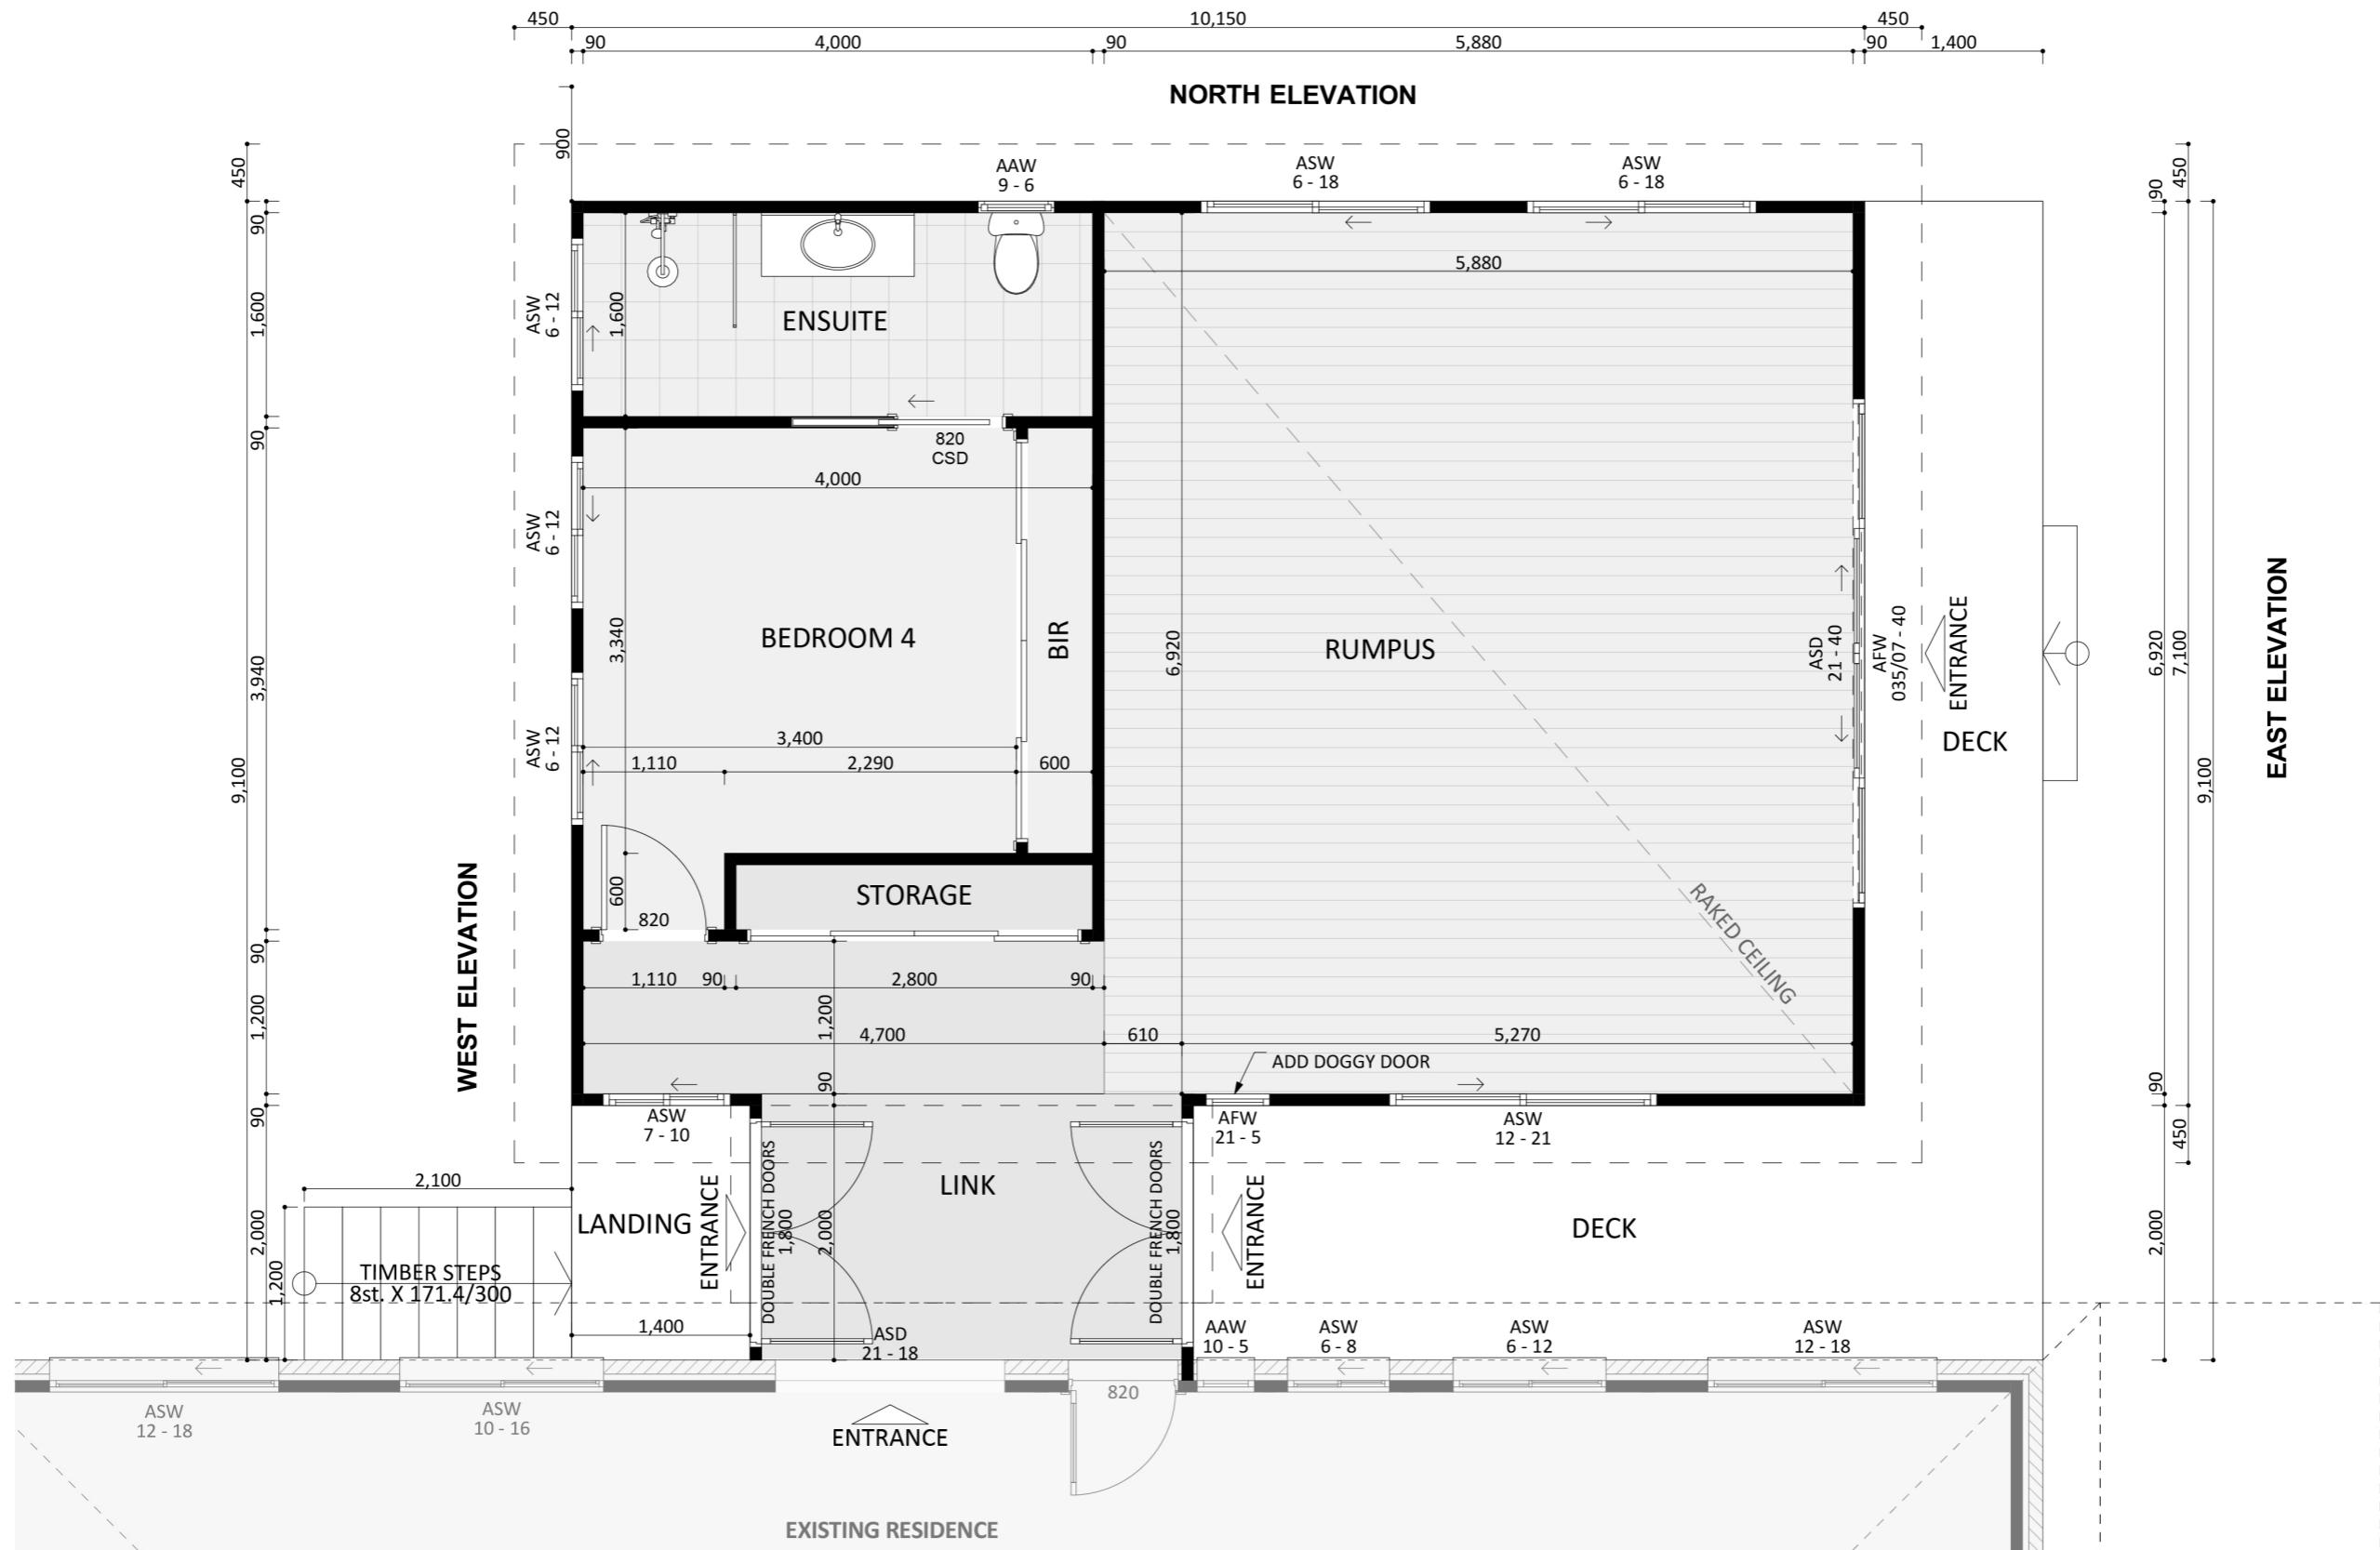 450
10,150
450
90
4,000
90
5,880
90
1,400
NORTH ELEVATION
900
450
90
1,600
90
3,940
9,100
90
1,200
90
2,000
1,200
AAW
9 - 6
ASW
6 - 18
ASW
6 - 18
450
90
6,920
7,100
9,100
90
450
2,000
ASW
6 - 12
1,600
ENSUITE
5,880
820
CSD
4,000
ASW
6 - 12
3,340
BEDROOM 4
BIR
6,920
RUMPUS
ASD
21 - 40
AFW
035/07 - 40
ENTRANCE
DECK
EAST ELEVATION
ASW
6 - 12
3,400
1,110
2,290
600
WEST ELEVATION
600
820
STORAGE
RAKED CEILING
1,110
90
2,800
90
1,200
4,700
610
5,270
90
ADD DOGGY DOOR
ASW
7 - 10
AFW
21 - 5
ASW
12 - 21
2,100
LANDING
ENTRANCE
DOUBLE FRENCH DOORS
1,800
2,000
LINK
DOUBLE FRENCH DOORS
1,800
ENTRANCE
DECK
TIMBER STEPS
8st. X 171.4/300
1,400
ASD
21 - 18
AAW
10 - 5
ASW
6 - 8
ASW
6 - 12
ASW
12 - 18
ASW
12 - 18
ASW
10 - 16
820
ENTRANCE
EXISTING RESIDENCE